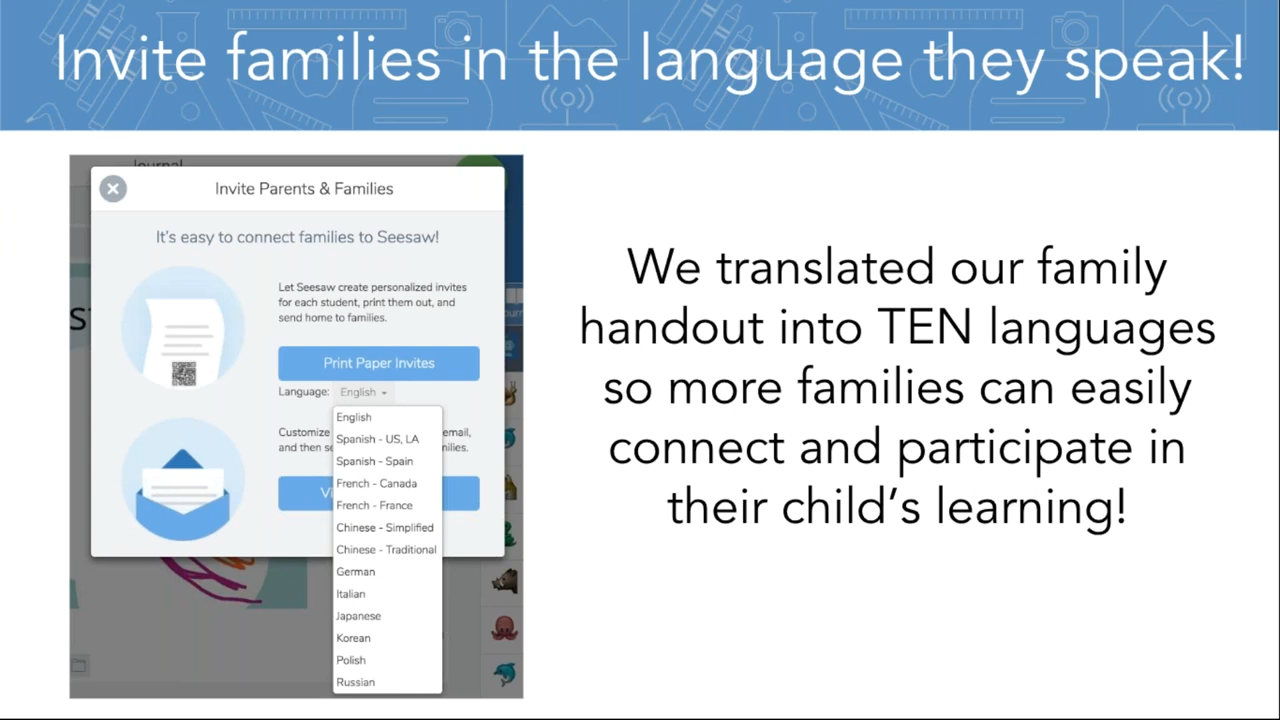 Invite families in the language they speak!
Journal
Invite Parents & Families
It's easy to connect families to Seesaw!
Let Seesaw create personalized invites
for each student, print them out, and
send home to families.
Print Paper Invites
Language: English
English
Spanish - US, LA
Spanish - Spain
French - Canada
French - France
Chinese - Simplified
Chinese - Traditional
German
Italian
Japanese
Korean
Polish
Russian
Customize email,
and then
We translated our family
handout into TEN languages
so more families can easily
connect and participate in
their child's learning!